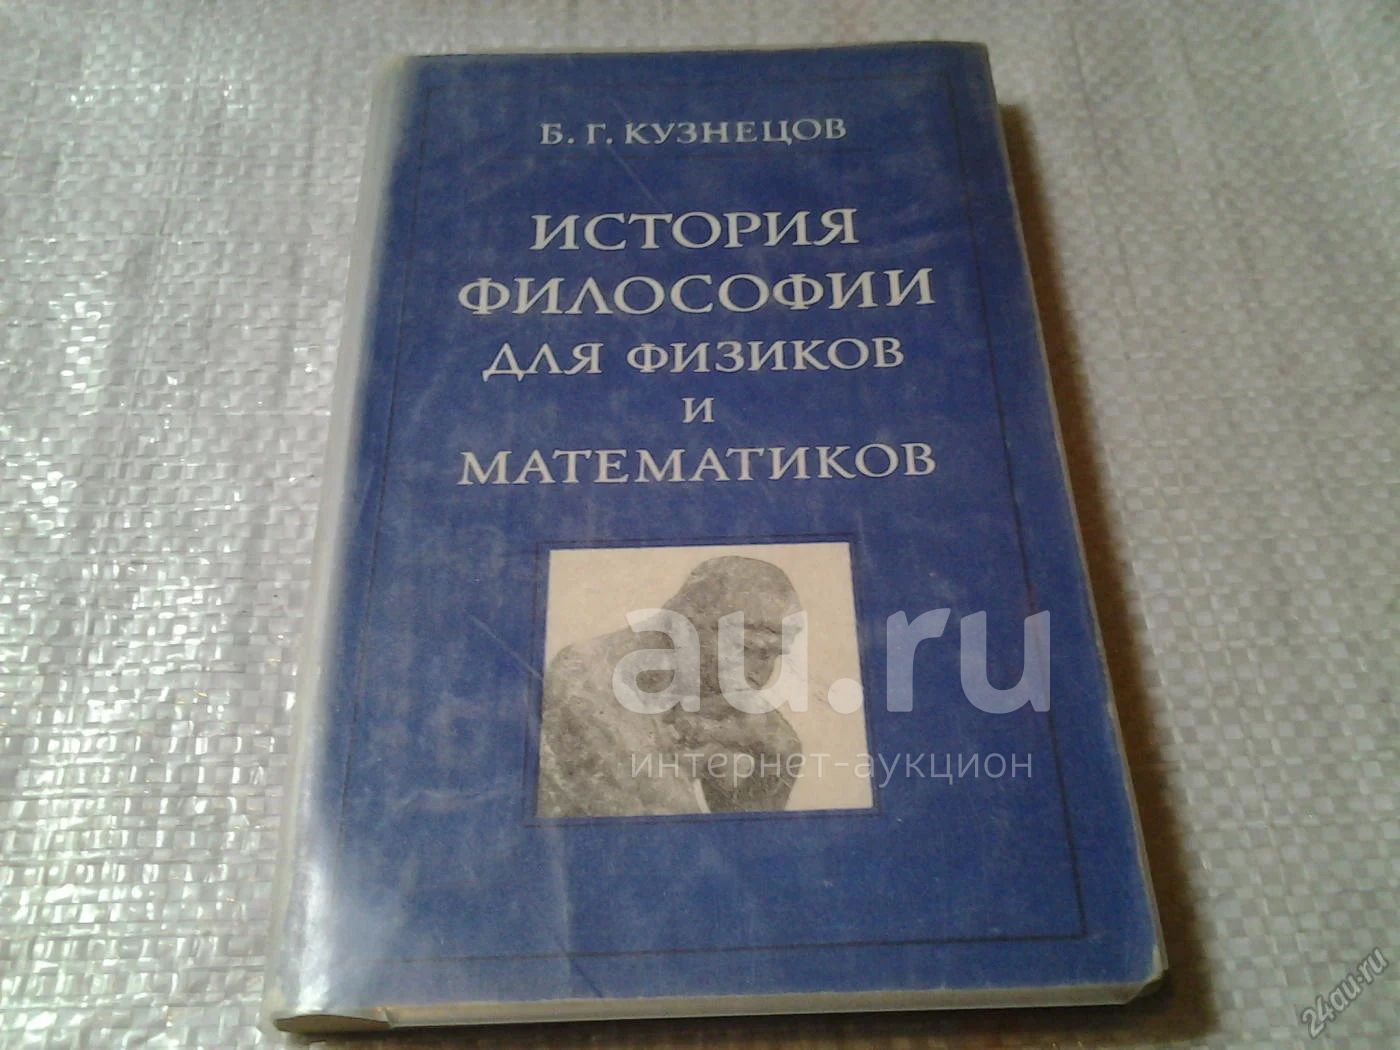 Б. Г. КУЗНЕЦОВ
ИСТОРИЯ
ФИЛОСОФИИ
ДЛЯ ФИЗИКОВ
И
МАТЕМАТИКОВ
au.ru
интернет-аукцион
24au.ru